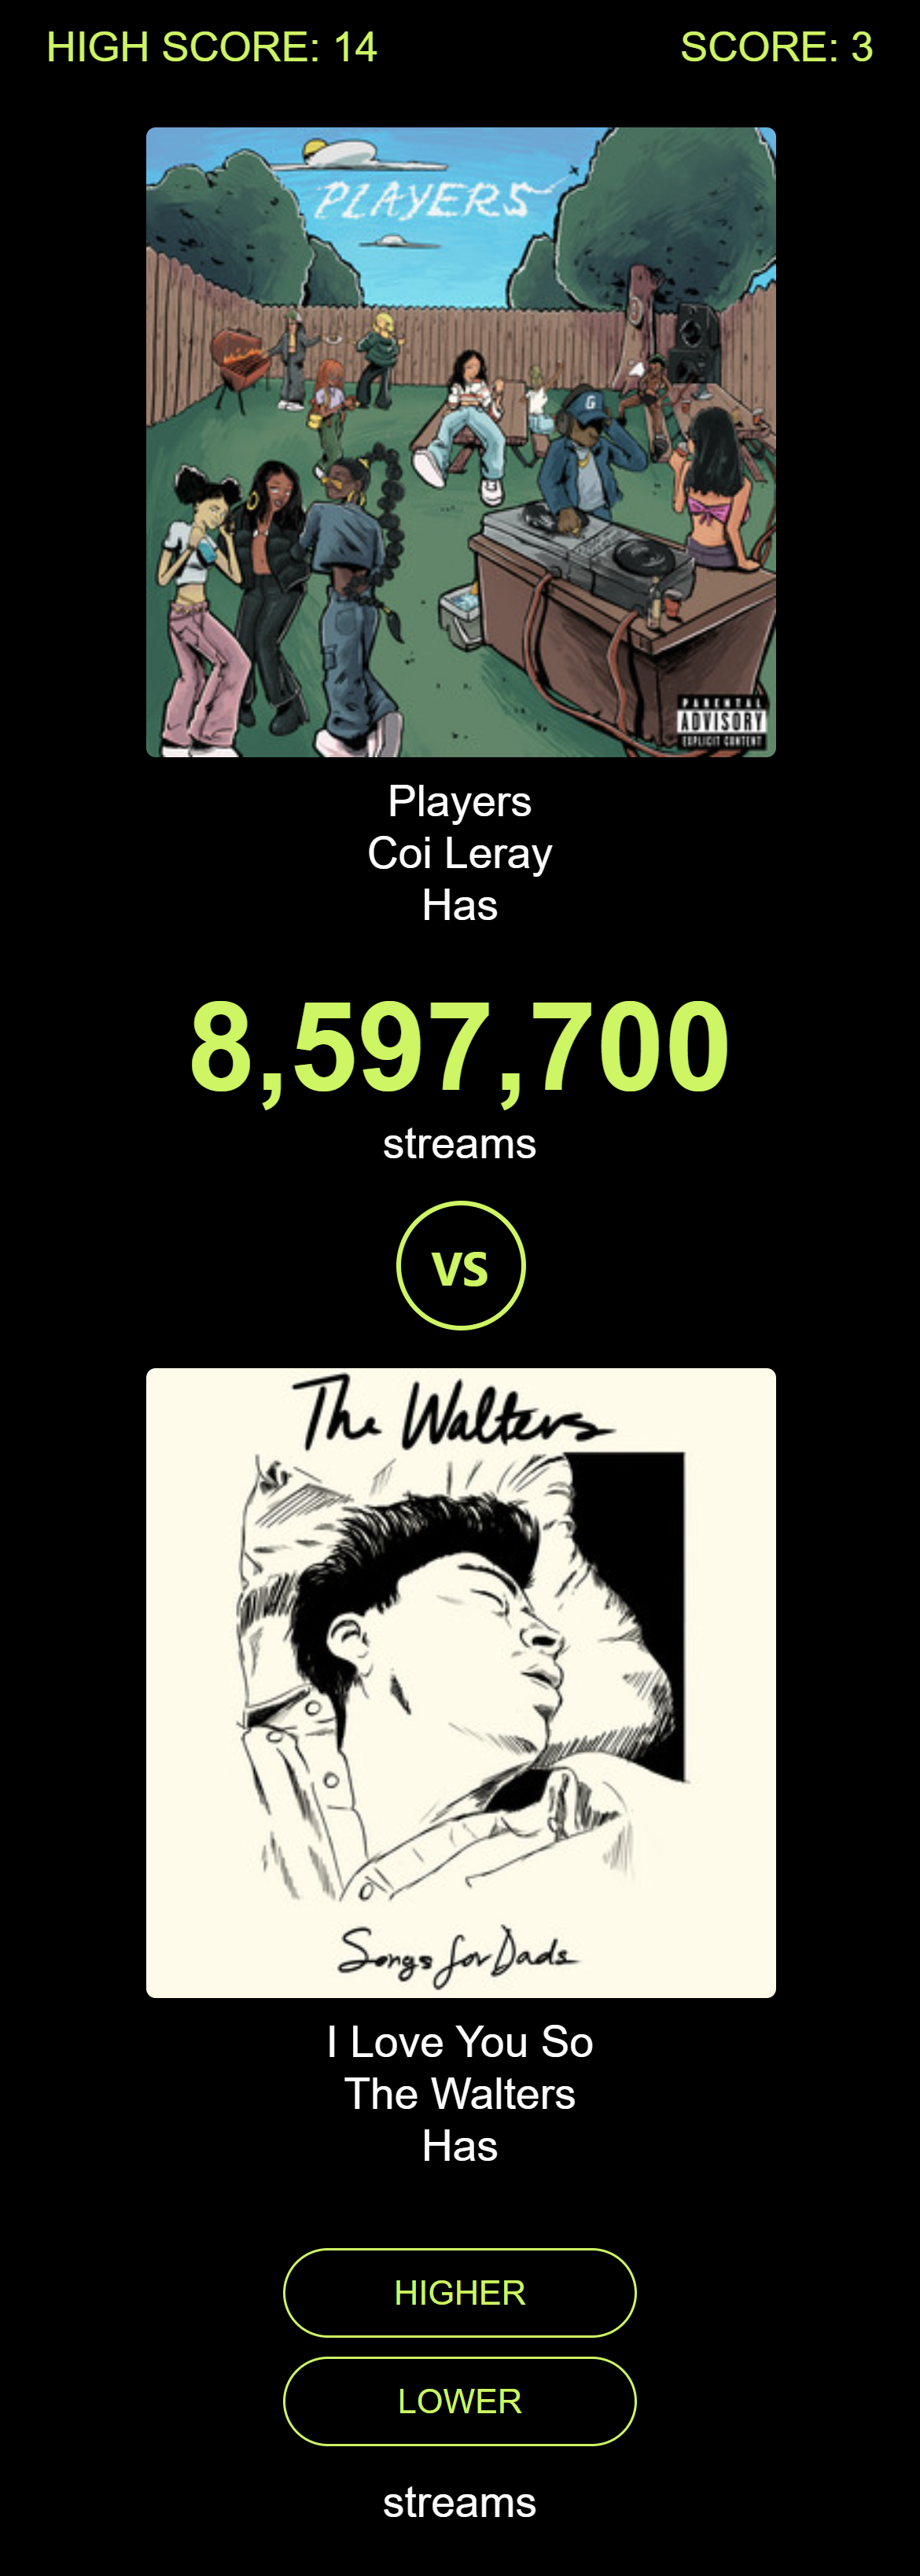 HIGH SCORE: 14
SCORE: 3
PLAYERS
G
PARENTAL
ADVISORY
EXPLICIT CONTENT
Players
Coi Leray
Has
8,597,700
streams
VS
The Walters
Songs for Dads
I Love You So
The Walters
Has
HIGHER
LOWER
streams